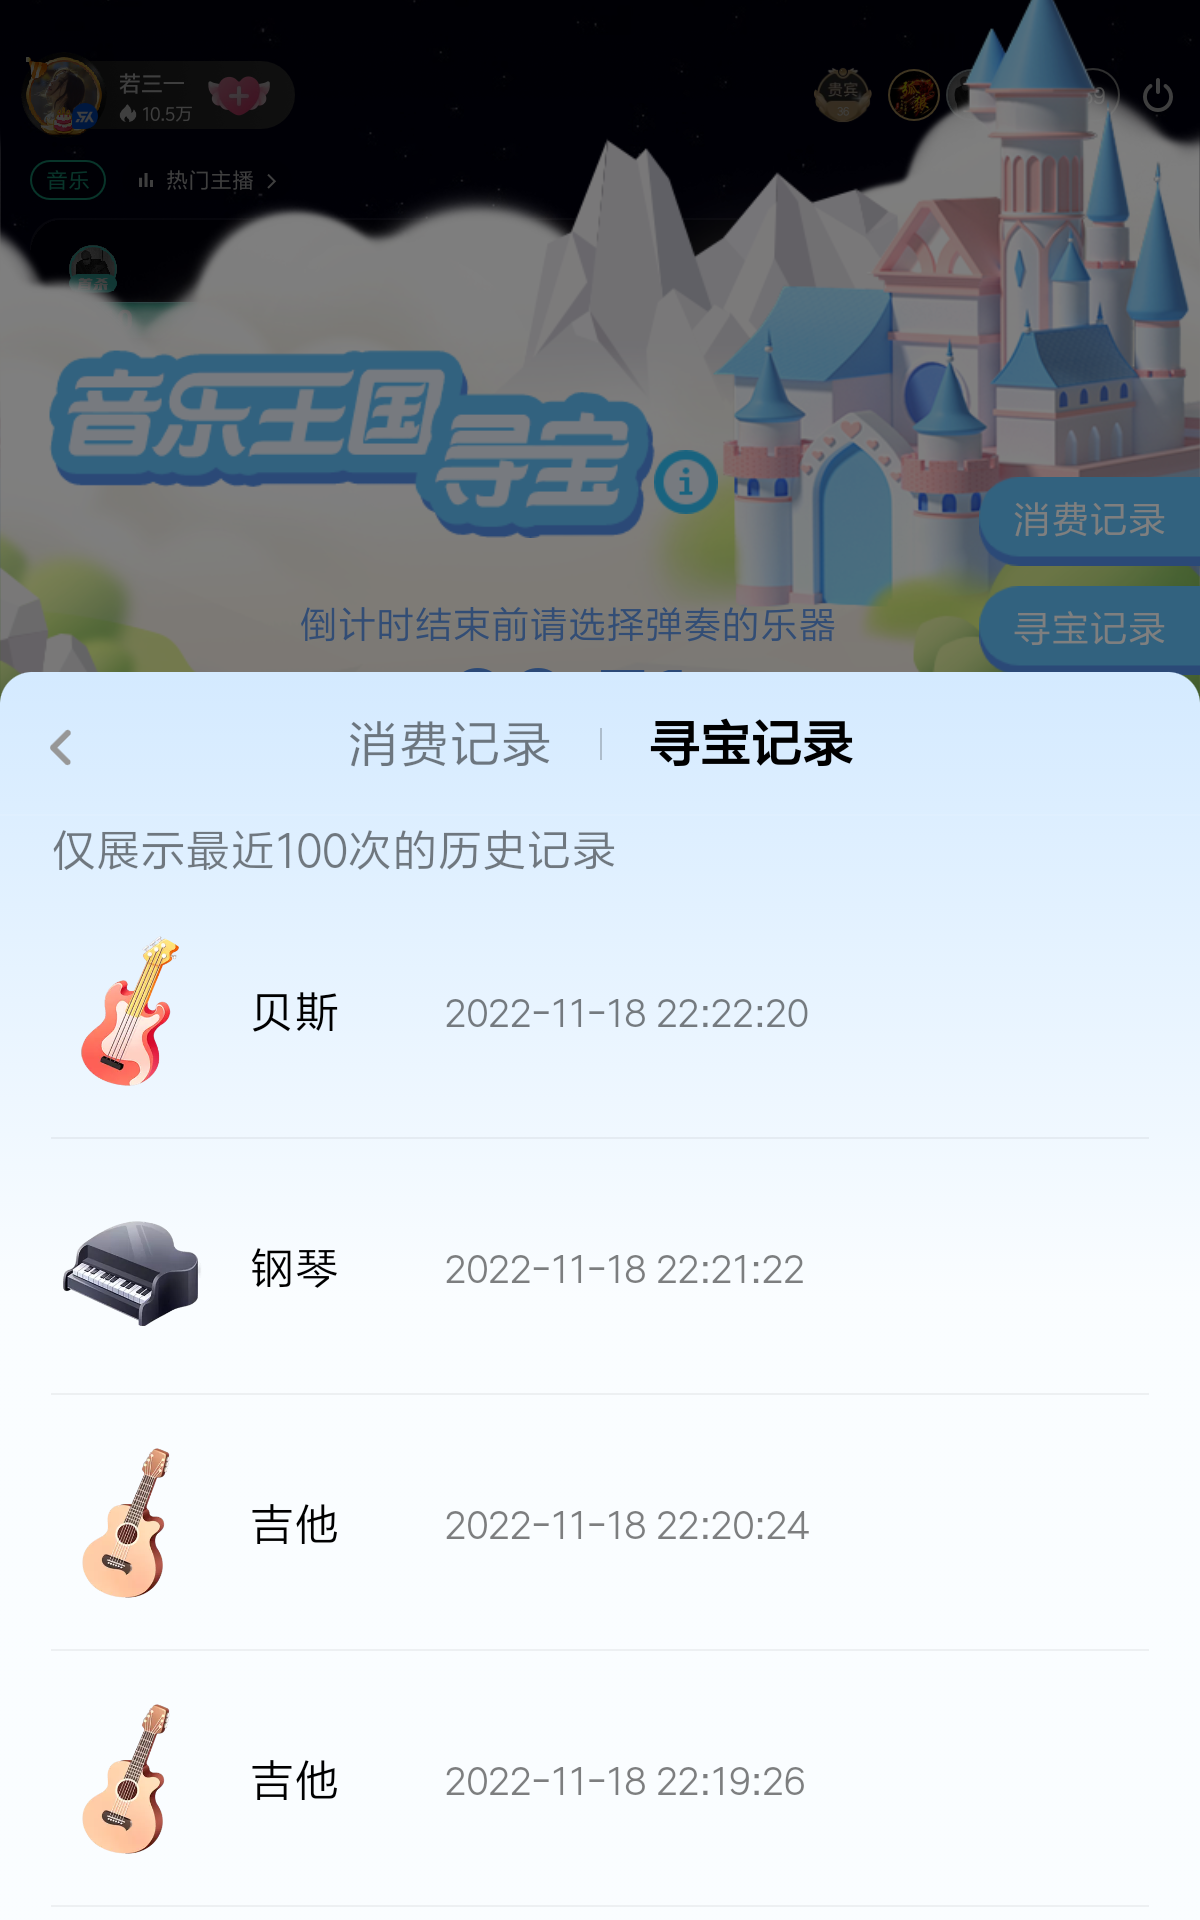 若三一
10.5万
贵宾
音乐
热门主播
音乐王国
寻宝
消费记录
寻宝记录
倒计时结束前请选择弹奏的乐器
消费记录
寻宝记录
仅展示最近100次的历史记录
贝斯
2022-11-18 22:22:20
钢琴
2022-11-18 22:21:22
吉他
2022-11-18 22:20:24
吉他
2022-11-18 22:19:26